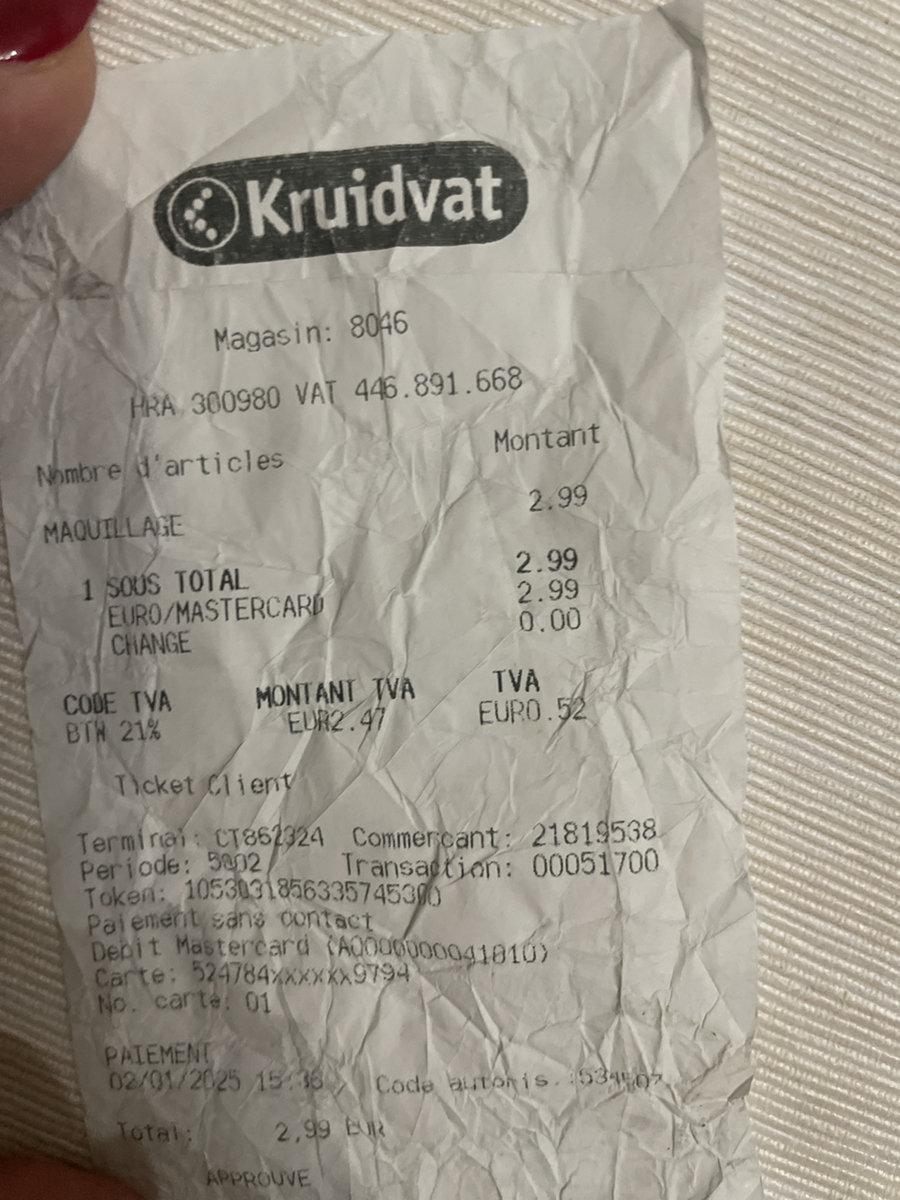 Kruidvat
Magasin: 8046
HRA 300980 VAT 446.891.668
Nombre d'articles Montant
MAQUILLAGE 2.99
1 SOUS TOTAL 2.99
EURO/MASTERCARD 2.99
CHANGE 0.00
CODE TVA MONTANT TVA TVA
BTW 21% EUR2.47 EUR0.52
Ticket Client
Terminal: CT862324 Commercant: 21819538
Periode: 5002 Transaction: 00051700
Token: 1053031856335745300
Paiement sans contact
Debit Mastercard (A0000000041010)
Carte: 524784xxxxxx9794
No. carte: 01
PAIEMENT
02/01/2025 Code autoris.:
Total: 2,99 EUR
APPROUVE